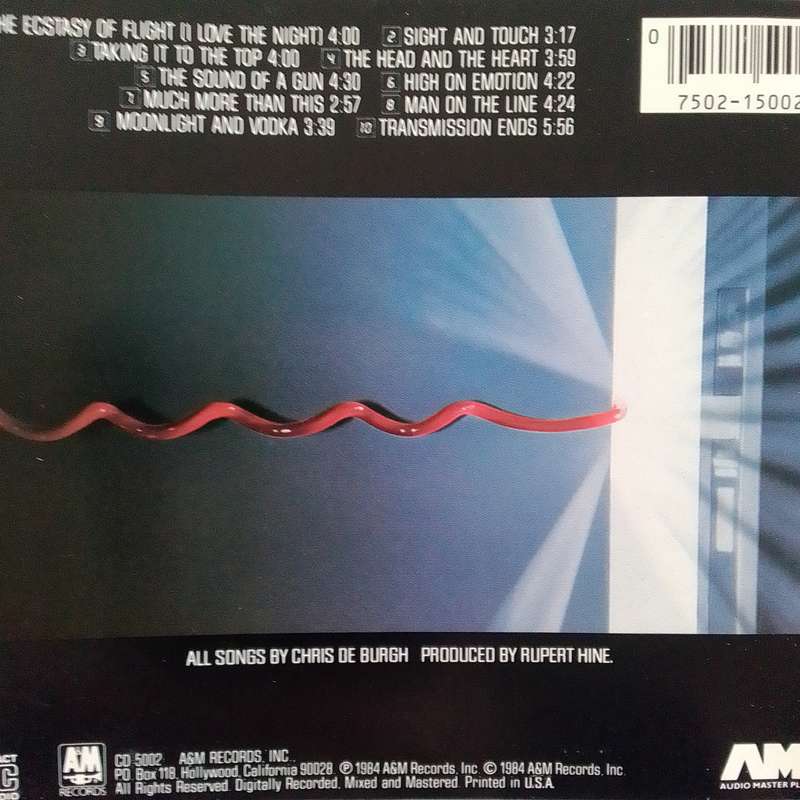 HE ECSTASY OF FLIGHT (I LOVE THE NIGHT) 4:00 2 SIGHT AND TOUCH 3:17
3 TAKING IT TO THE TOP 4:00 4 THE HEAD AND THE HEART 3:59
5 THE SOUND OF A GUN 4:30 6 HIGH ON EMOTION 4:22
7 MUCH MORE THAN THIS 2:57 8 MAN ON THE LINE 4:24
9 MOONLIGHT AND VODKA 3:39 10 TRANSMISSION ENDS 5:56
0
7502-15002
ALL SONGS BY CHRIS DE BURGH PRODUCED BY RUPERT HINE.
ACT
A&M
RECORDS
CD-5002 A&M RECORDS, INC.
P.O. Box 118, Hollywood, California 90028 ℗ 1984 A&M Records, Inc. © 1984 A&M Records, Inc.
All Rights Reserved. Digitally Recorded, Mixed and Mastered. Printed in U.S.A.
AM
AUDIO MASTER PL